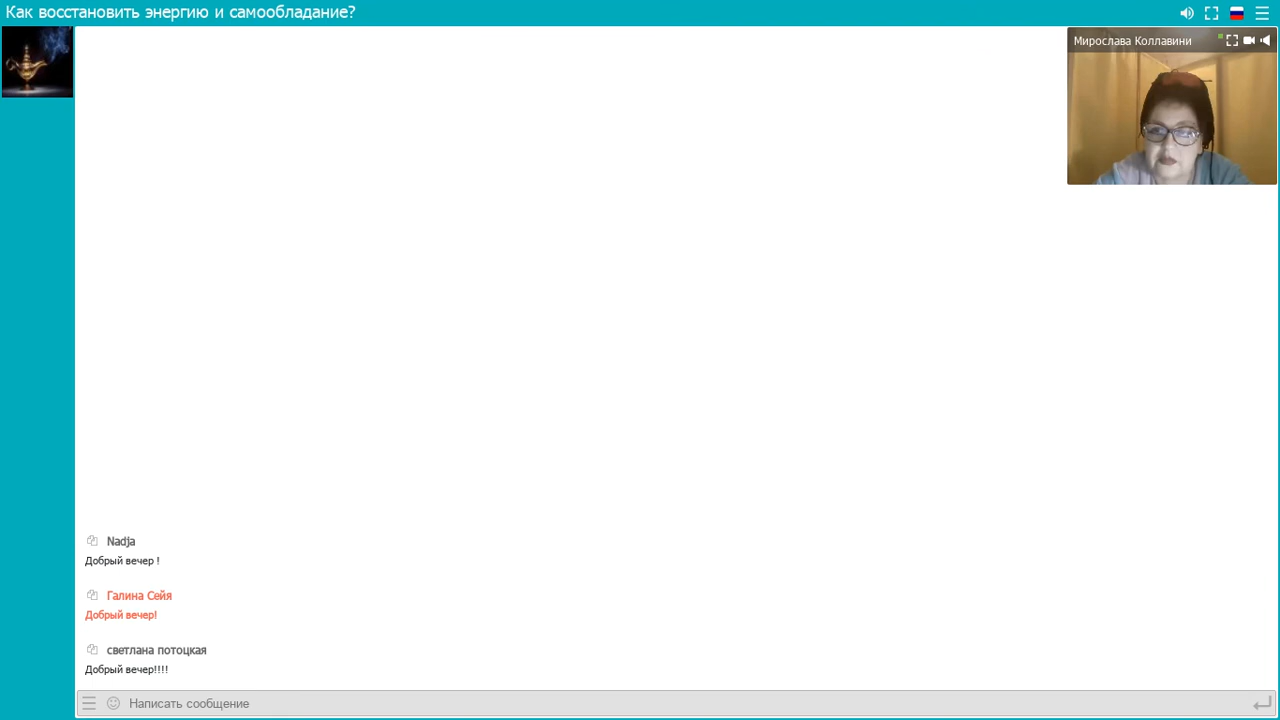 Как восстановить энергию и самообладание?
Мирослава Коллавини
Nadja
Добрый вечер !
Галина Сейя
Добрый вечер!
светлана потоцкая
Добрый вечер!!!!
Написать сообщение